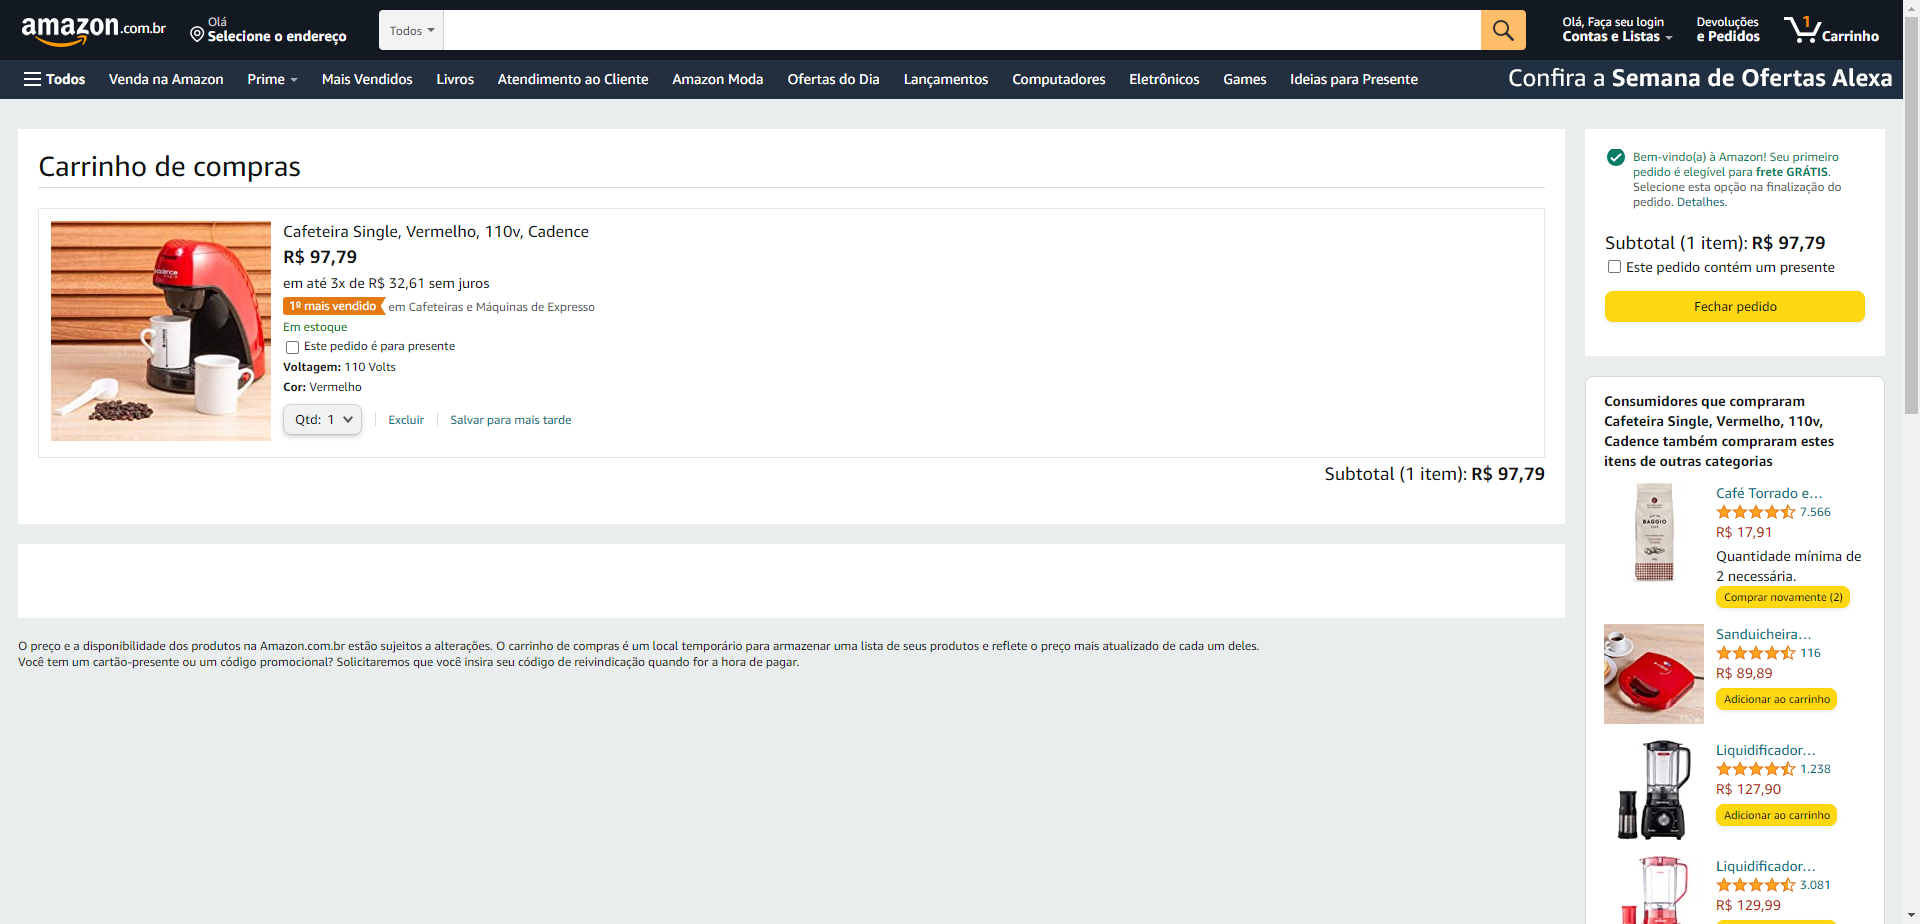 amazon.com.br
Olá
Selecione o endereço
Todos
Olá, Faça seu login
Contas e Listas
Devoluções
e Pedidos
1
Carrinho
Todos
Venda na Amazon
Prime
Mais Vendidos
Livros
Atendimento ao Cliente
Amazon Moda
Ofertas do Dia
Lançamentos
Computadores
Eletrônicos
Games
Ideias para Presente
Confira a Semana de Ofertas Alexa
Carrinho de compras
cadence
Cafeteira Single, Vermelho, 110v, Cadence
R$ 97,79
em até 3x de R$ 32,61 sem juros
1º mais vendido em Cafeteiras e Máquinas de Expresso
Em estoque
Este pedido é para presente
Voltagem: 110 Volts
Cor: Vermelho
Qtd: 1
Excluir
Salvar para mais tarde
Subtotal (1 item): R$ 97,79
O preço e a disponibilidade dos produtos na Amazon.com.br estão sujeitos a alterações. O carrinho de compras é um local temporário para armazenar uma lista de seus produtos e reflete o preço mais atualizado de cada um deles.
Você tem um cartão-presente ou um código promocional? Solicitaremos que você insira seu código de reivindicação quando for a hora de pagar.
Bem-vindo(a) à Amazon! Seu primeiro
pedido é elegível para frete GRÁTIS.
Selecione esta opção na finalização do
pedido. Detalhes.
Subtotal (1 item): R$ 97,79
Este pedido contém um presente
Fechar pedido
Consumidores que compraram
Cafeteira Single, Vermelho, 110v,
Cadence também compraram estes
itens de outras categorias
BAGGIO
Café Torrado e…
7.566
R$ 17,91
Quantidade mínima de
2 necessária.
Comprar novamente (2)
Sanduicheira…
116
R$ 89,89
Adicionar ao carrinho
Liquidificador…
1.238
R$ 127,90
Adicionar ao carrinho
Liquidificador…
3.081
R$ 129,99